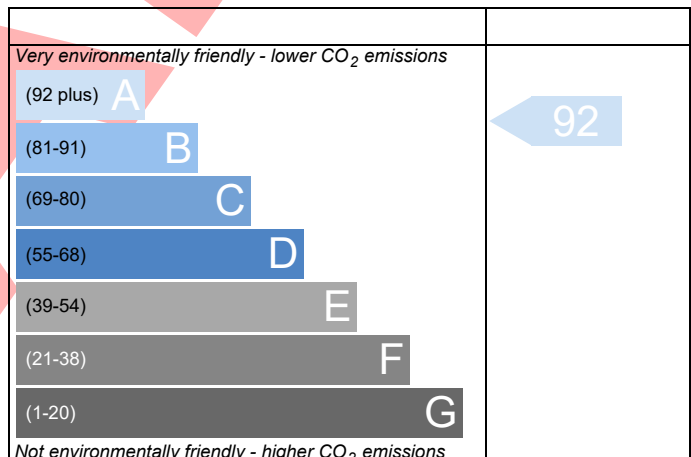 Very environmentally friendly - lower CO2 emissions
(92 plus) A
92
(81-91) B
(69-80) C
(55-68) D
(39-54) E
(21-38) F
(1-20) G
Not environmentally friendly - higher CO2 emissions